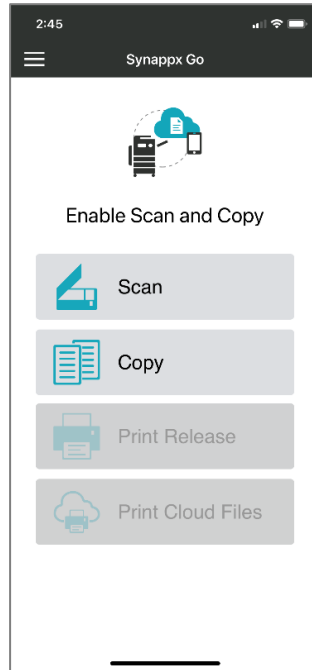 2:45
Synappx Go
Enable Scan and Copy
Scan
Copy
Print Release
Print Cloud Files